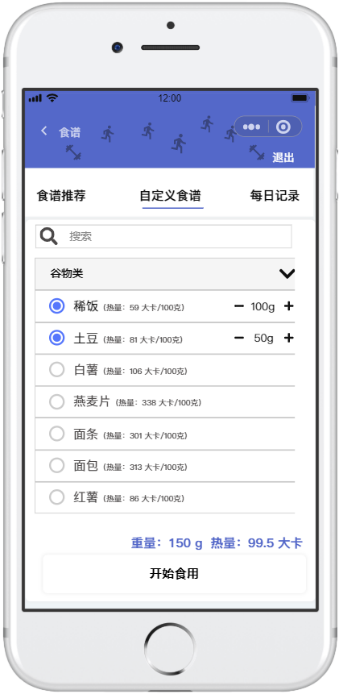 12:00
食谱
退出
食谱推荐 自定义食谱 每日记录
搜索
谷物类
稀饭 (热量: 59 大卡/100克) − 100g +
土豆 (热量: 81 大卡/100克) − 50g +
白薯 (热量: 106 大卡/100克)
燕麦片 (热量: 338 大卡/100克)
面条 (热量: 301 大卡/100克)
面包 (热量: 313 大卡/100克)
红薯 (热量: 86 大卡/100克)
重量: 150 g 热量: 99.5 大卡
开始食用